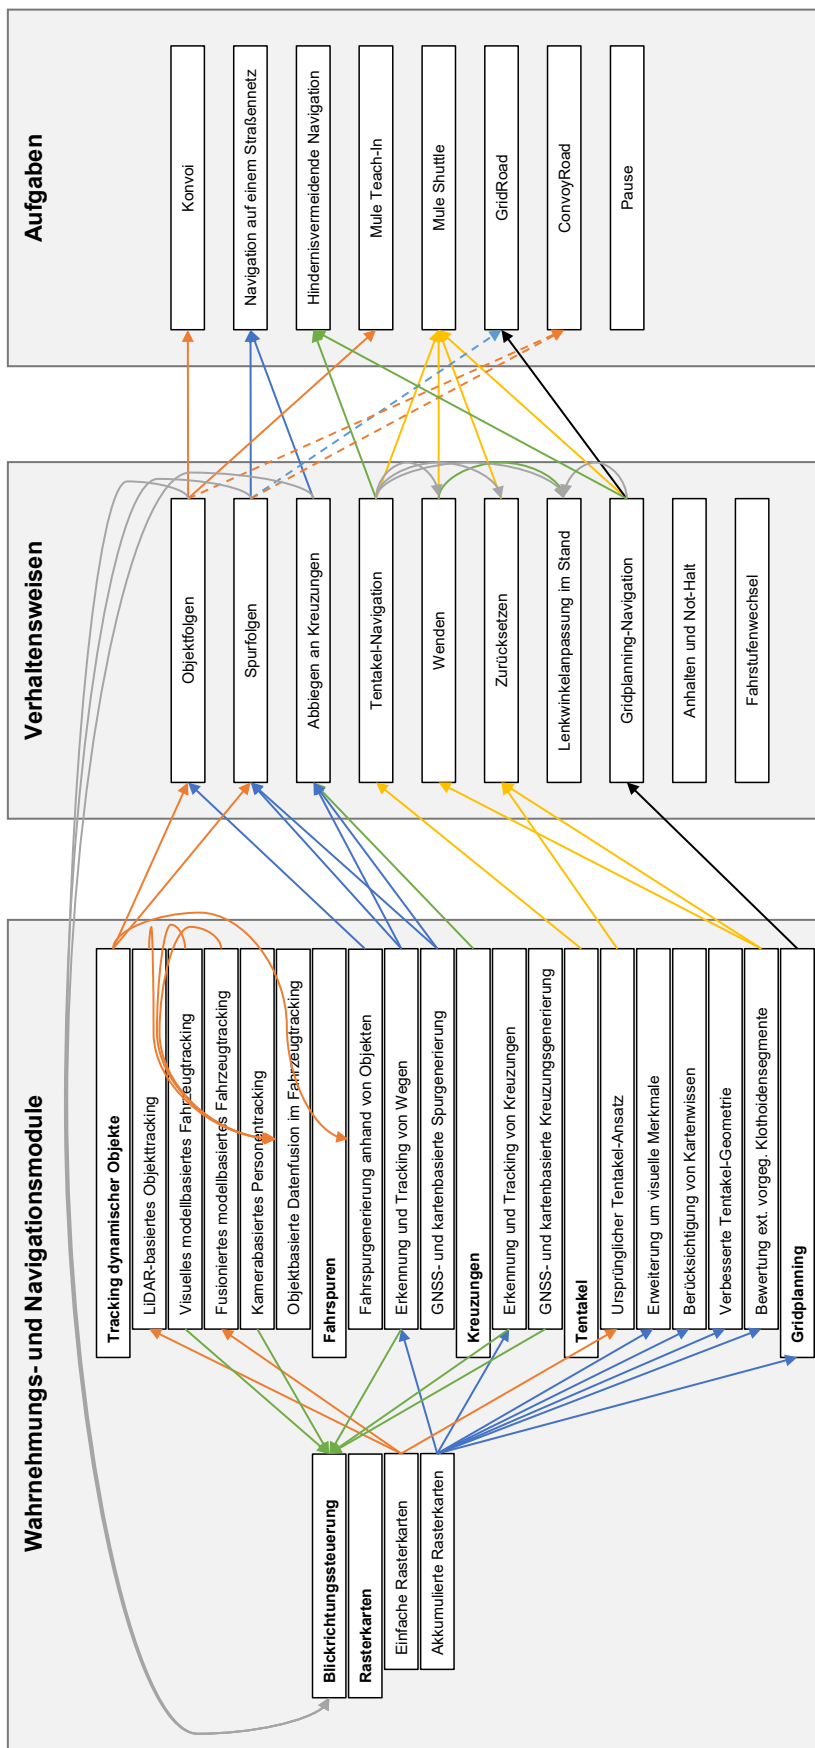 Wahrnehmungs- und Navigationsmodule
Blickrichtungssteuerung
Rasterkarten
Einfache Rasterkarten
Akkumulierte Rasterkarten
Tracking dynamischer Objekte
LiDAR-basiertes Objekttracking
Visuelles modellbasiertes Fahrzeugtracking
Fusioniertes modellbasiertes Fahrzeugtracking
Kamerabasiertes Personentracking
Objektbasierte Datenfusion im Fahrzeugtracking
Fahrspuren
Fahrspurgenerierung anhand von Objekten
Erkennung und Tracking von Wegen
GNSS- und kartenbasierte Spurgenerierung
Kreuzungen
Erkennung und Tracking von Kreuzungen
GNSS- und kartenbasierte Kreuzungsgenerierung
Tentakel
Ursprünglicher Tentakel-Ansatz
Erweiterung um visuelle Merkmale
Berücksichtigung von Kartenwissen
Verbesserte Tentakel-Geometrie
Bewertung ext. vorgeg. Klothoidensegmente
Gridplanning
Verhaltensweisen
Objektfolgen
Spurfolgen
Abbiegen an Kreuzungen
Tentakel-Navigation
Wenden
Zurücksetzen
Lenkwinkelanpassung im Stand
Gridplanning-Navigation
Anhalten und Not-Halt
Fahrstufenwechsel
Aufgaben
Konvoi
Navigation auf einem Straßennetz
Hindernisvermeidende Navigation
Mule Teach-In
Mule Shuttle
GridRoad
ConvoyRoad
Pause